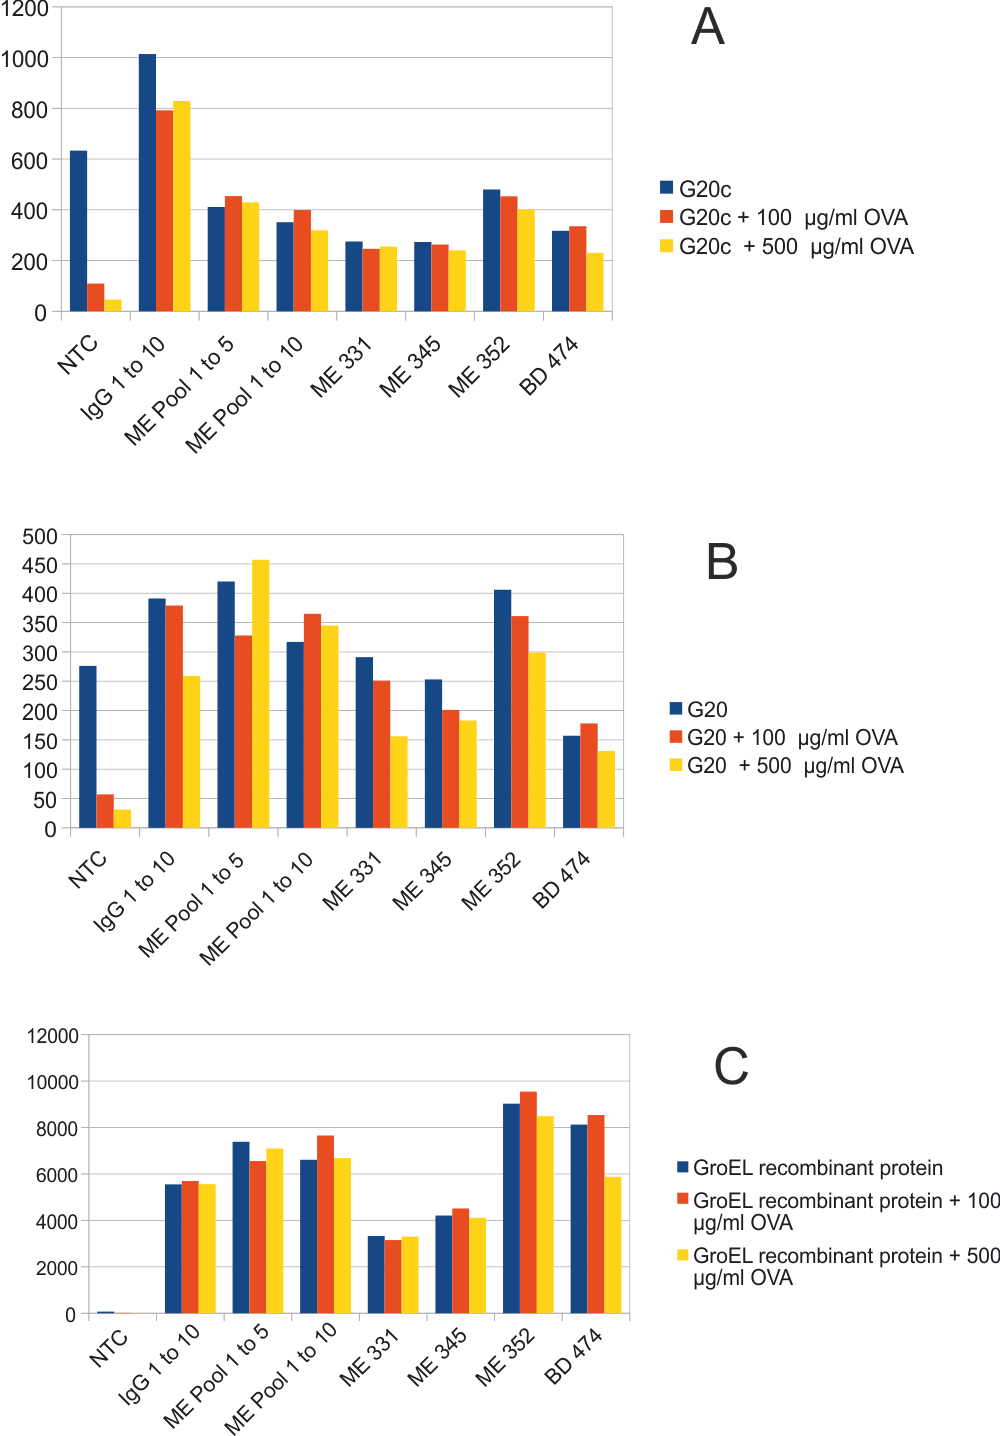 A
1200
1000
800
600
400
200
0
NTC
IgG 1 to 10
ME Pool 1 to 5
ME Pool 1 to 10
ME 331
ME 345
ME 352
BD 474
G20c
G20c + 100 µg/ml OVA
G20c + 500 µg/ml OVA
B
500
450
400
350
300
250
200
150
100
50
0
NTC
IgG 1 to 10
ME Pool 1 to 5
ME Pool 1 to 10
ME 331
ME 345
ME 352
BD 474
G20
G20 + 100 µg/ml OVA
G20 + 500 µg/ml OVA
C
12000
10000
8000
6000
4000
2000
0
NTC
IgG 1 to 10
ME Pool 1 to 5
ME Pool 1 to 10
ME 331
ME 345
ME 352
BD 474
GroEL recombinant protein
GroEL recombinant protein + 100
µg/ml OVA
GroEL recombinant protein + 500
µg/ml OVA